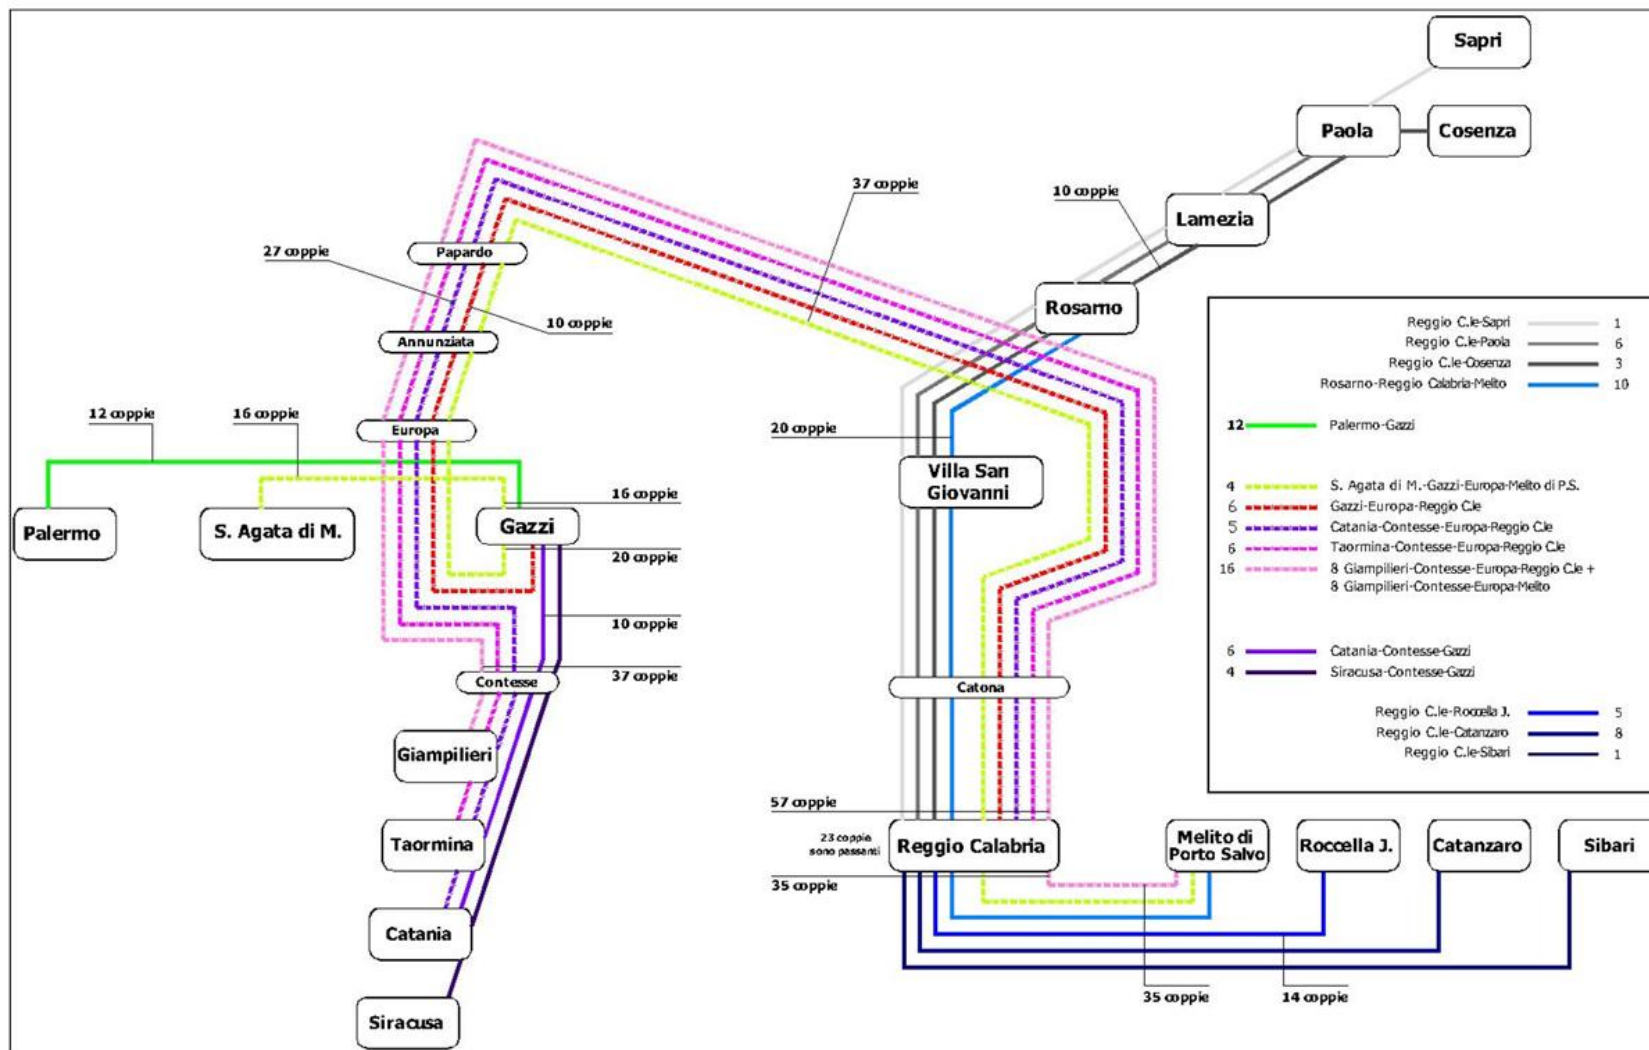 Sapri
Paola
Cosenza
Lamezia
Rosarno
10 coppie
37 coppie
Papardo
27 coppie
10 coppie
Annunziata
Europa
12 coppie
16 coppie
16 coppie
Palermo
S. Agata di M.
Gazzi
20 coppie
10 coppie
37 coppie
Contesse
Giampilieri
Taormina
Catania
Siracusa
20 coppie
Villa San
Giovanni
Catona
57 coppie
23 coppie
sono passanti
Reggio Calabria
35 coppie
Melito di
Porto Salvo
Roccella J.
Catanzaro
Sibari
35 coppie
14 coppie
Reggio C.le-Sapri 1
Reggio C.le-Paola 6
Reggio C.le-Cosenza 3
Rosarno-Reggio Calabria-Melito 10
12 Palermo-Gazzi
4 S. Agata di M.-Gazzi-Europa-Melito di P.S.
6 Gazzi-Europa-Reggio C.le
5 Catania-Contesse-Europa-Reggio C.le
6 Taormina-Contesse-Europa-Reggio C.le
16 8 Giampilieri-Contesse-Europa-Reggio C.le +
8 Giampilieri-Contesse-Europa-Melito
6 Catania-Contesse-Gazzi
4 Siracusa-Contesse-Gazzi
Reggio C.le-Roccella J. 5
Reggio C.le-Catanzaro 8
Reggio C.le-Sibari 1